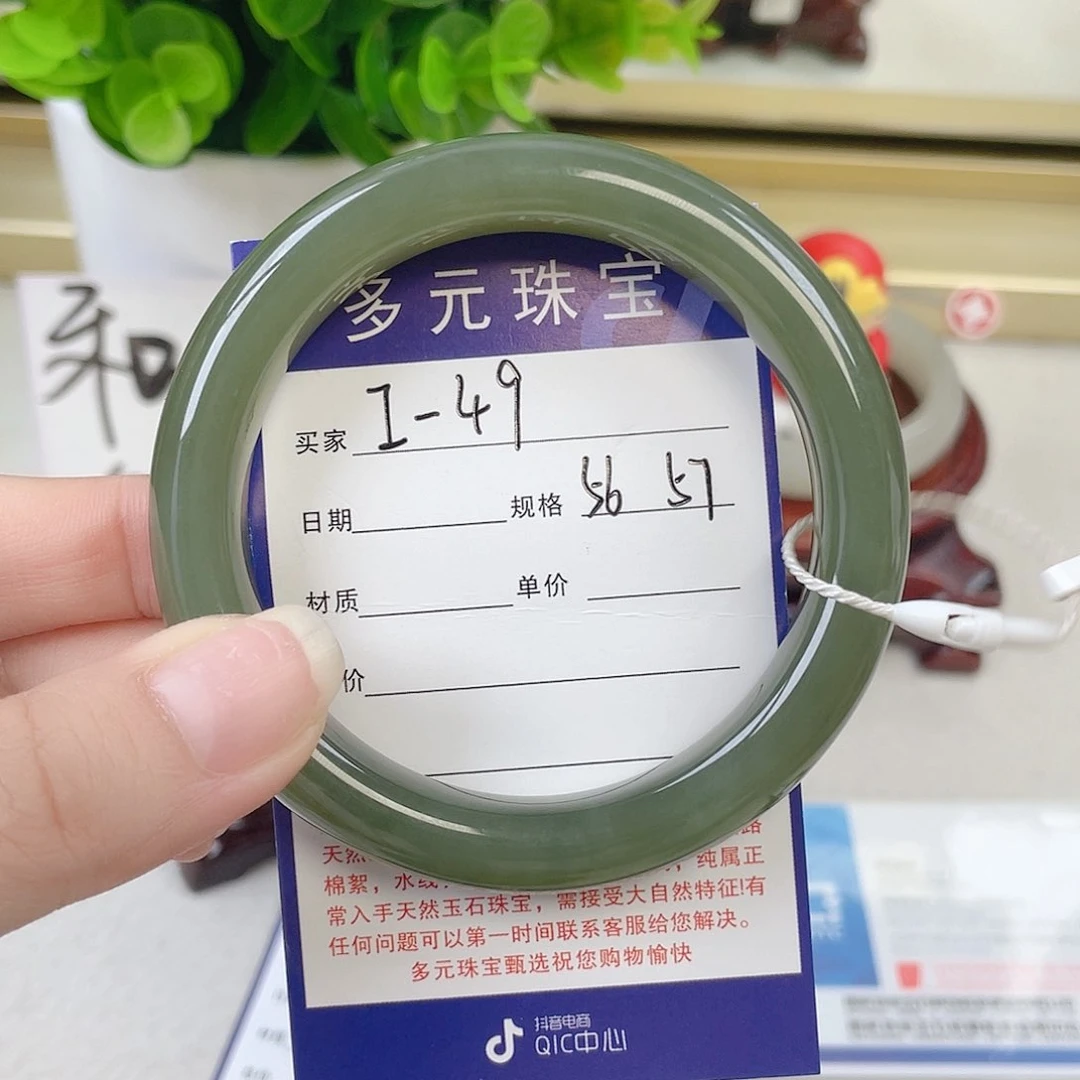 多元珠宝
和
买家 I-49
日期 规格 56 57
材质 单价
价
天然
棉絮，水线 ，纯属正
常入手天然玉石珠宝，需接受大自然特征!有
任何问题可以第一时间联系客服给您解决。
多元珠宝甄选祝您购物愉快
抖音电商
QIC中心